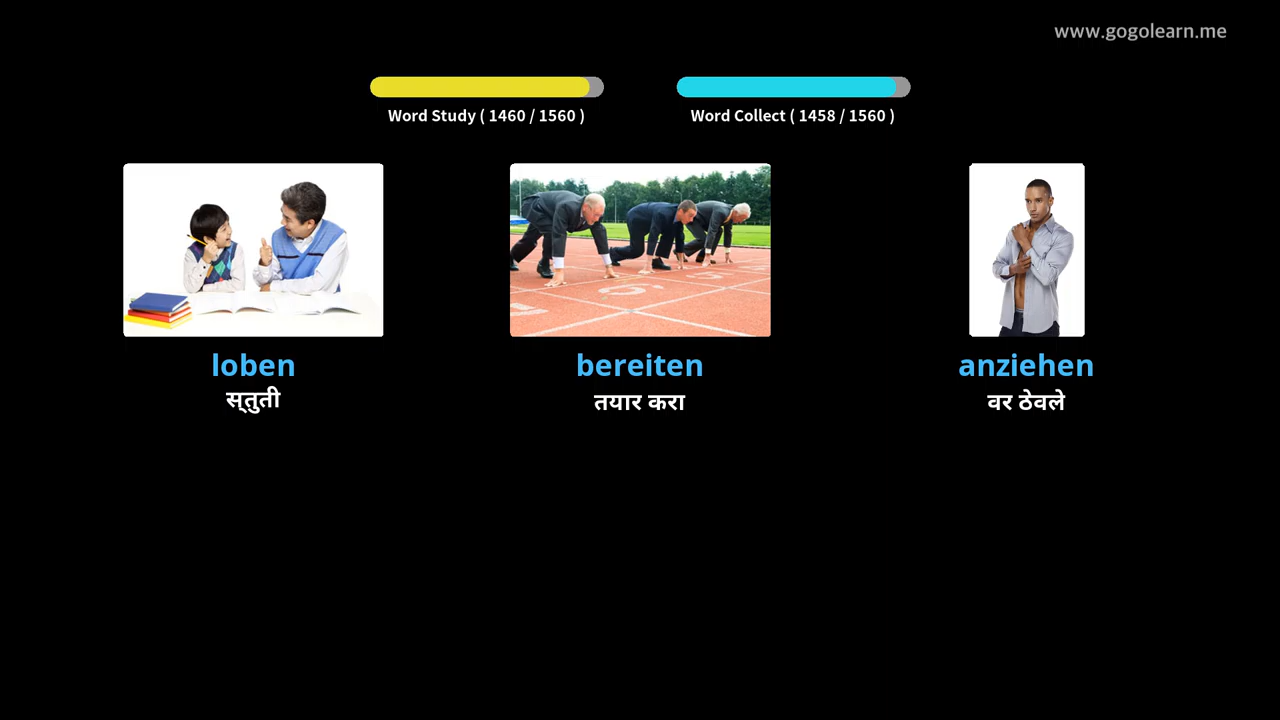 www.gogolearn.me
Word Study ( 1460 / 1560 )
Word Collect ( 1458 / 1560 )
loben
स्तुती
bereiten
तयार करा
anziehen
वर ठेवले